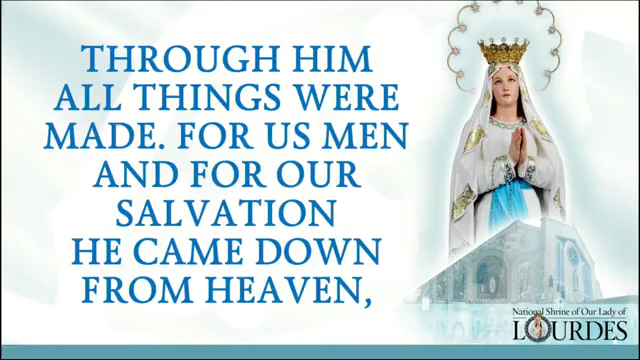 THROUGH HIM
ALL THINGS WERE
MADE. FOR US MEN
AND FOR OUR
SALVATION
HE CAME DOWN
FROM HEAVEN,
National Shrine of Our Lady of
LOURDES